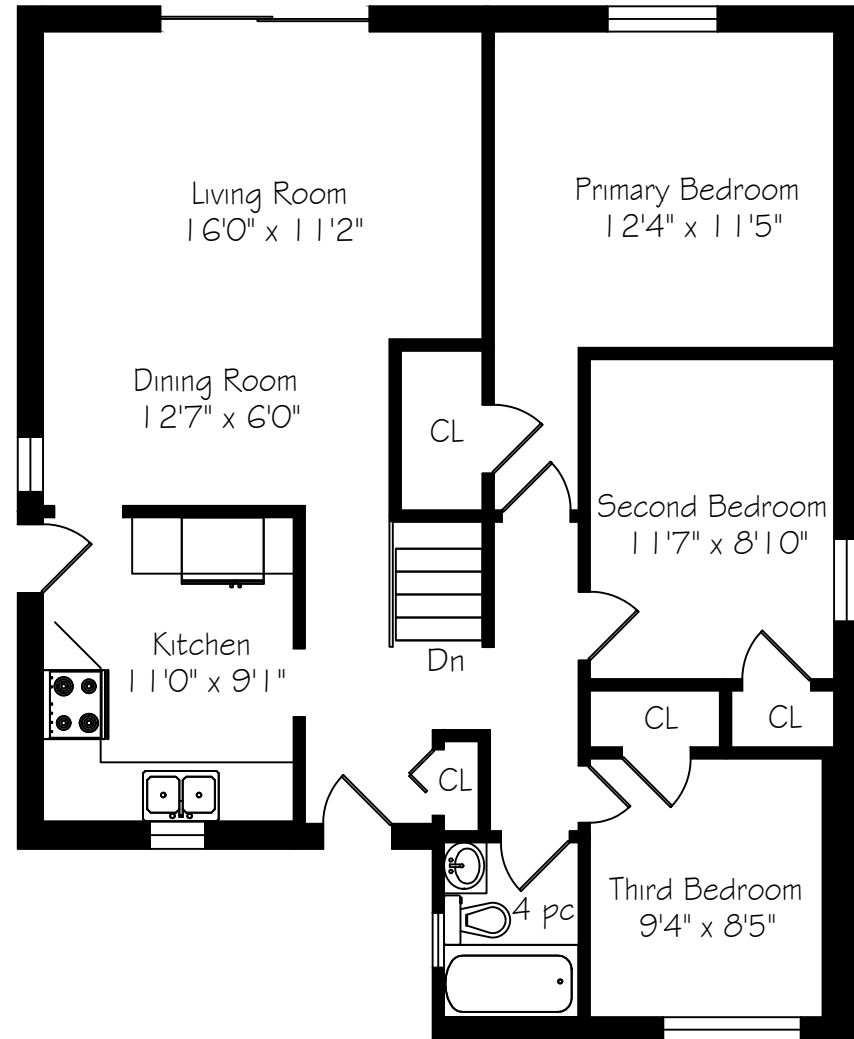 Living Room
16'0" x 11'2"
Primary Bedroom
12'4" x 11'5"
Dining Room
12'7" x 6'0"
CL
Second Bedroom
11'7" x 8'10"
Kitchen
11'0" x 9'1"
Dn
CL
CL
CL
Third Bedroom
9'4" x 8'5"
4 pc